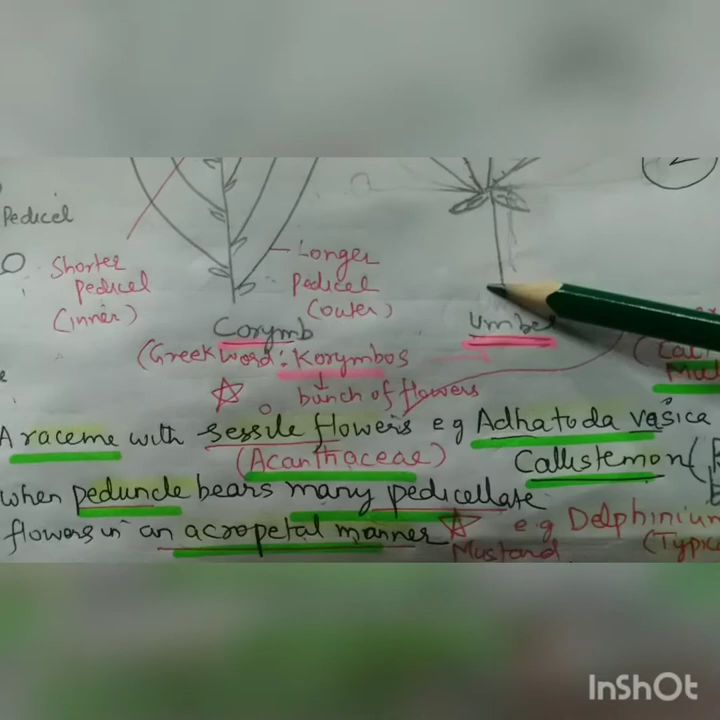 Pedicel
Shorter
pedicel
(inner)
Longer
pedicel
(outer)
Corymb
Umbel
(Greek word: Korymbos
bunch of flowers
A raceme with sessile flowers e g Adhatoda vasica
(Acanthaceae)
Callistemon (
when peduncle bears many pedicellate
flowers in an acropetal manner
e.g Delphinium
Mustard
(Typic
InShOt